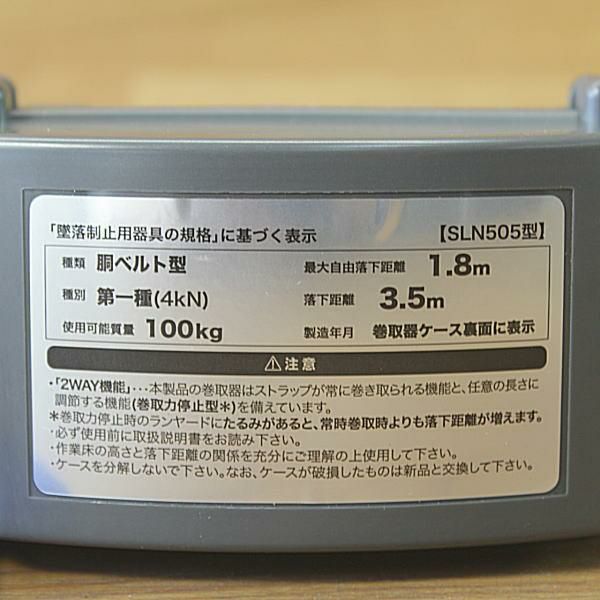 「墜落制止用器具の規格」に基づく表示 【SLN505型】
種類 胴ベルト型 最大自由落下距離 1.8m
種別 第一種(4kN) 落下距離 3.5m
使用可能質量 100kg 製造年月 巻取器ケース裏面に表示
⚠注意
・「2WAY機能」…本製品の巻取器はストラップが常に巻き取られる機能と、任意の長さに
調節する機能(巻取力停止型*)を備えています。
*巻取力停止時のランヤードにたるみがあると、常時巻取時よりも落下距離が増えます。
・必ず使用前に取扱説明書をお読み下さい。
・作業床の高さと落下距離の関係を充分にご理解の上使用して下さい。
・ケースを分解しないで下さい。なお、ケースが破損したものは新品と交換して下さい。